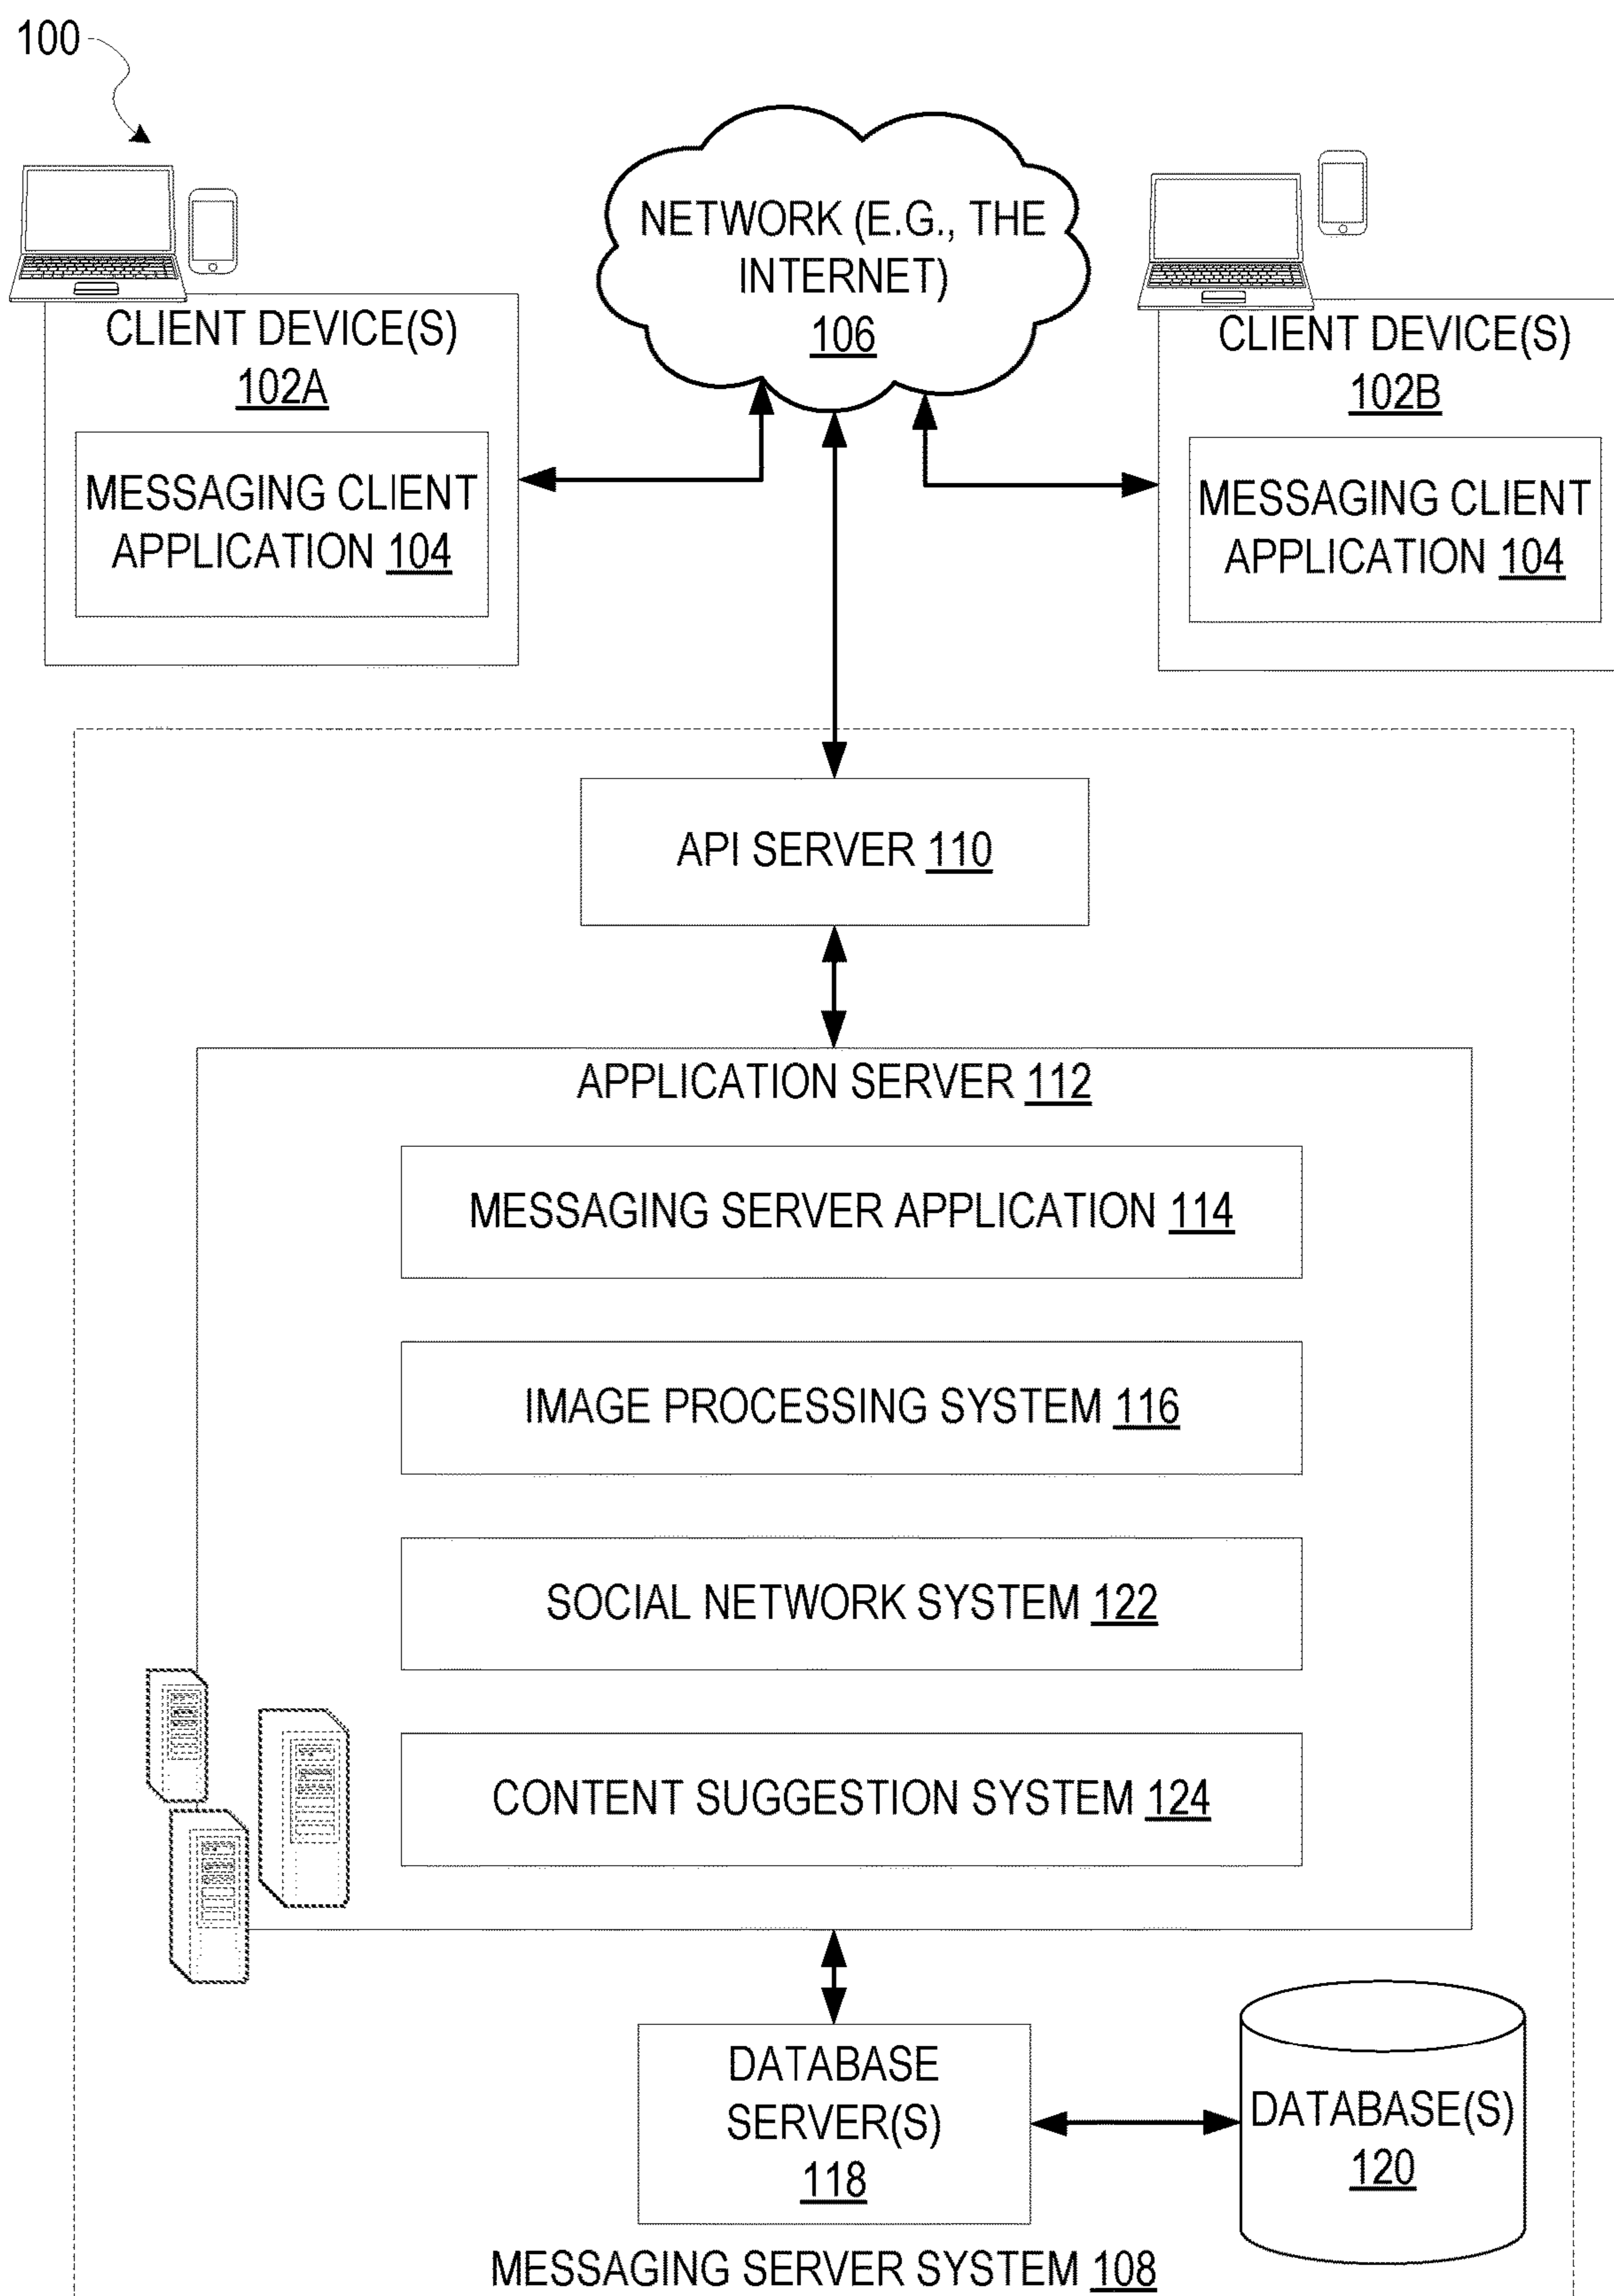 100
NETWORK (E.G., THE
INTERNET)
106
CLIENT DEVICE(S)
102A
MESSAGING CLIENT
APPLICATION 104
CLIENT DEVICE(S)
102B
MESSAGING CLIENT
APPLICATION 104
API SERVER 110
APPLICATION SERVER 112
MESSAGING SERVER APPLICATION 114
IMAGE PROCESSING SYSTEM 116
SOCIAL NETWORK SYSTEM 122
CONTENT SUGGESTION SYSTEM 124
DATABASE
SERVER(S)
118
DATABASE(S)
120
MESSAGING SERVER SYSTEM 108